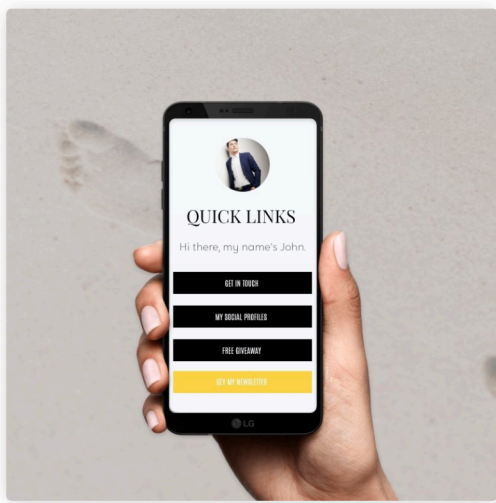 QUICK LINKS
Hi there, my name's John.
GET IN TOUCH
MY SOCIAL PROFILES
FREE GIVEAWAY
GET MY NEWSLETTER
LG